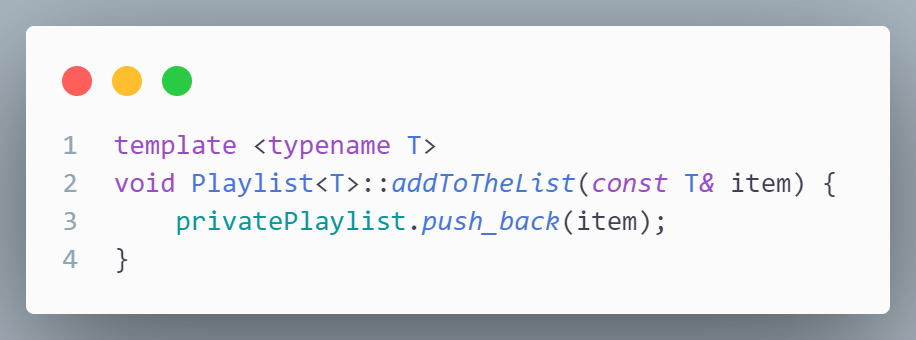 1 template <typename T>
2 void Playlist<T>::addToTheList(const T& item) {
3     privatePlaylist.push_back(item);
4 }